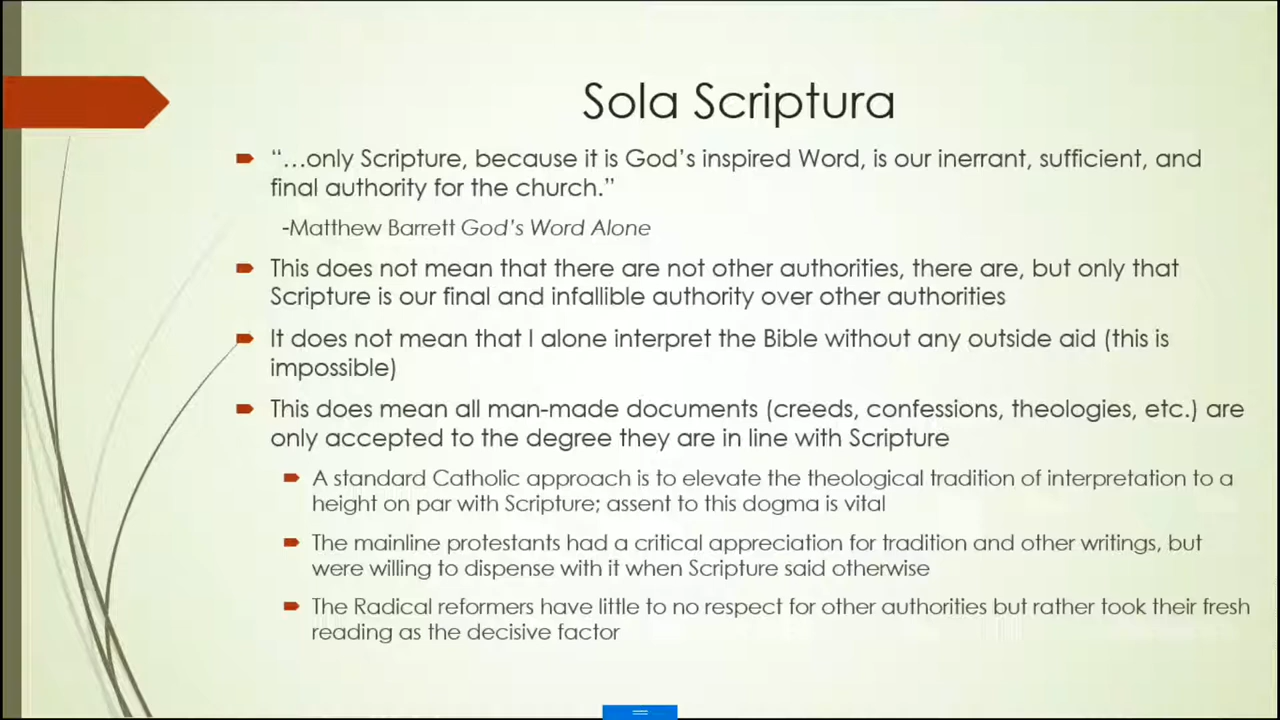 Sola Scriptura
“…only Scripture, because it is God’s inspired Word, is our inerrant, sufficient, and
final authority for the church.”
-Matthew Barrett God’s Word Alone
This does not mean that there are not other authorities, there are, but only that
Scripture is our final and infallible authority over other authorities
It does not mean that I alone interpret the Bible without any outside aid (this is
impossible)
This does mean all man-made documents (creeds, confessions, theologies, etc.) are
only accepted to the degree they are in line with Scripture
A standard Catholic approach is to elevate the theological tradition of interpretation to a
height on par with Scripture; assent to this dogma is vital
The mainline protestants had a critical appreciation for tradition and other writings, but
were willing to dispense with it when Scripture said otherwise
The Radical reformers have little to no respect for other authorities but rather took their fresh
reading as the decisive factor